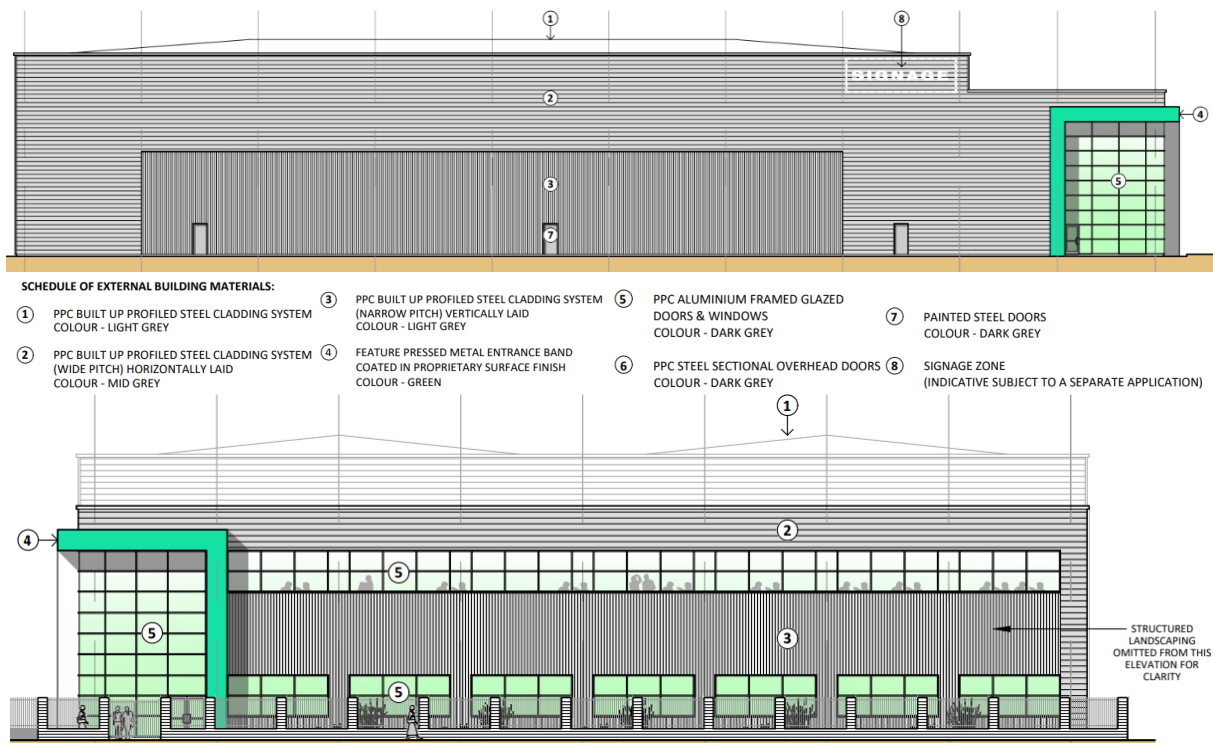 1
8
SIGNAGE
2
4
3
5
7
SCHEDULE OF EXTERNAL BUILDING MATERIALS:
1 PPC BUILT UP PROFILED STEEL CLADDING SYSTEM
COLOUR - LIGHT GREY
2 PPC BUILT UP PROFILED STEEL CLADDING SYSTEM
(WIDE PITCH) HORIZONTALLY LAID
COLOUR - MID GREY
3 PPC BUILT UP PROFILED STEEL CLADDING SYSTEM
(NARROW PITCH) VERTICALLY LAID
COLOUR - LIGHT GREY
4 FEATURE PRESSED METAL ENTRANCE BAND
COATED IN PROPRIETARY SURFACE FINISH
COLOUR - GREEN
5 PPC ALUMINIUM FRAMED GLAZED
DOORS & WINDOWS
COLOUR - DARK GREY
6 PPC STEEL SECTIONAL OVERHEAD DOORS
COLOUR - DARK GREY
7 PAINTED STEEL DOORS
COLOUR - DARK GREY
8 SIGNAGE ZONE
(INDICATIVE SUBJECT TO A SEPARATE APPLICATION)
1
2
4
5
5
3
5
STRUCTURED
LANDSCAPING
OMITTED FROM THIS
ELEVATION FOR
CLARITY